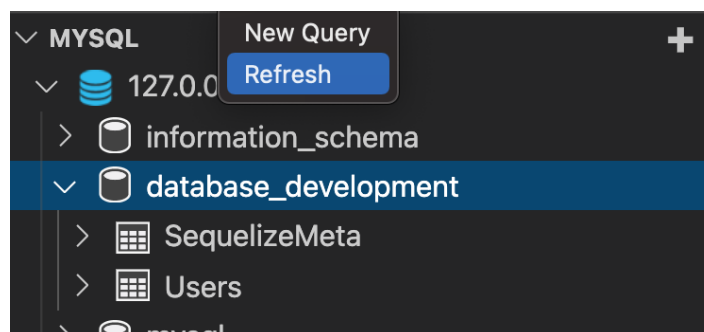 MYSQL
New Query
127.0.0
Refresh
information_schema
database_development
SequelizeMeta
Users